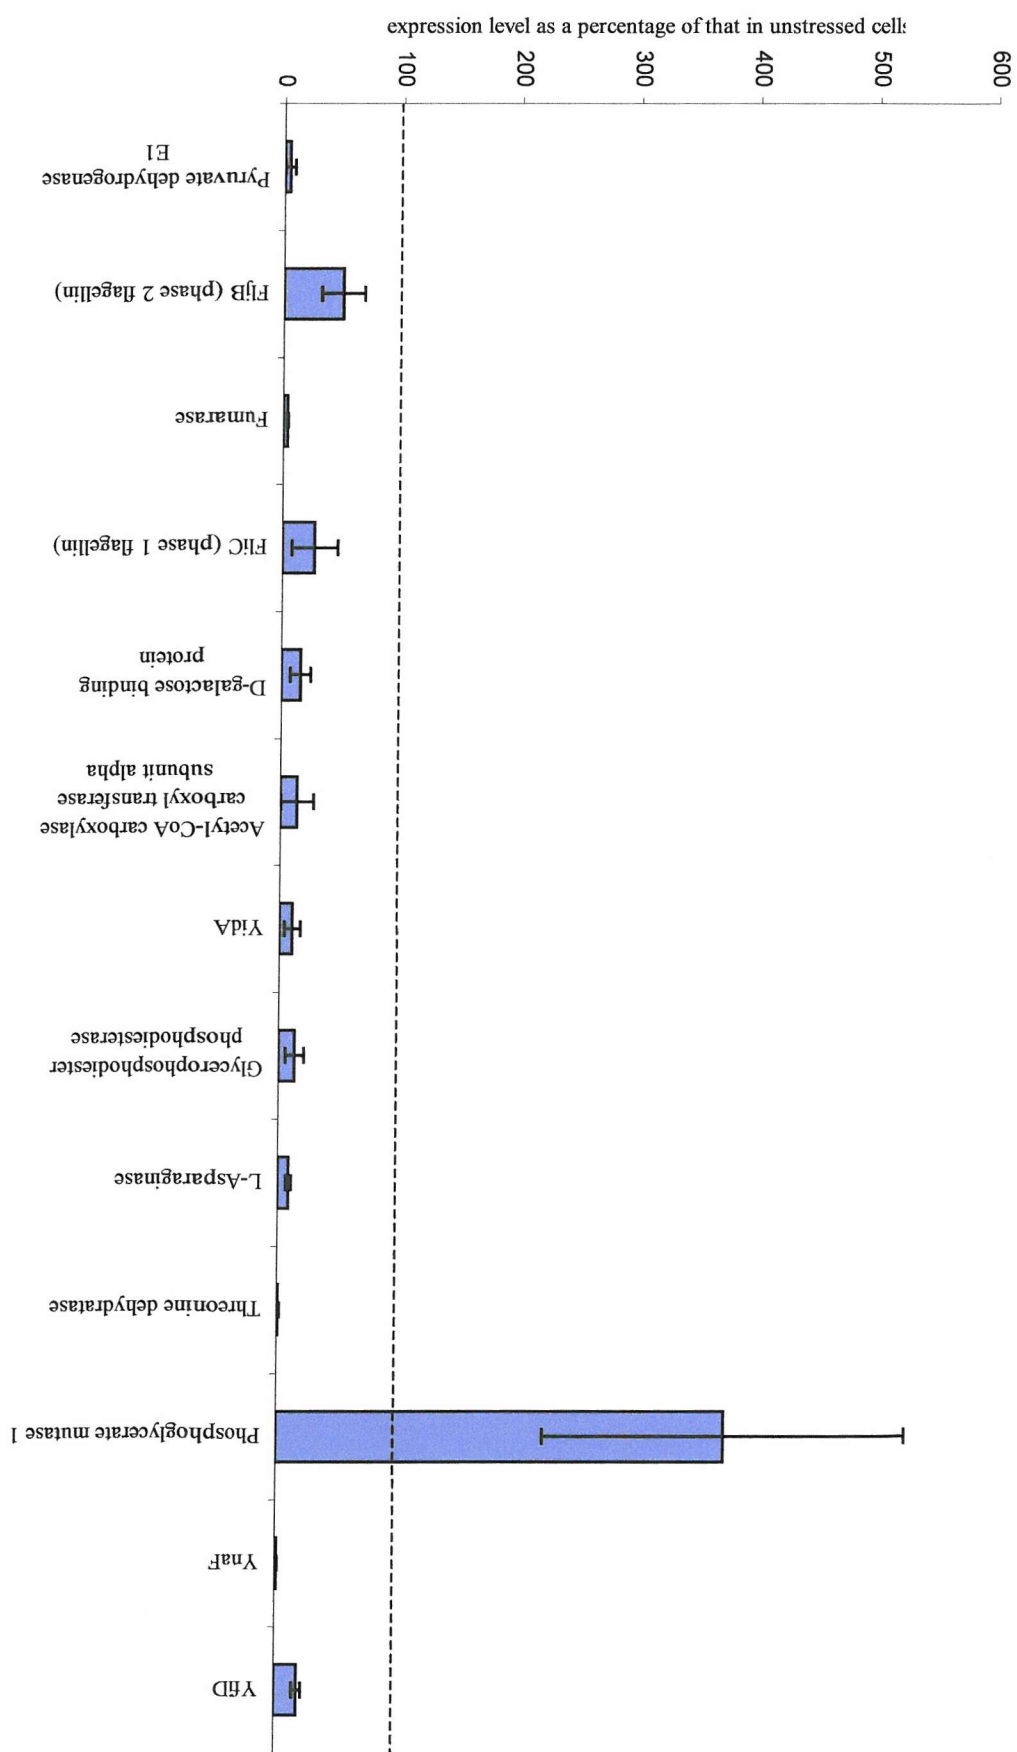 expression level as a percentage of that in unstressed cells
0
100
200
300
400
500
600
Pyruvate dehydrogenase
E1
FljB (phase 2 flagellin)
Fumarase
FliC (phase 1 flagellin)
D-galactose binding
protein
Acetyl-CoA carboxylase
carboxyl transferase
subunit alpha
YidA
Glycerophosphodiester
phosphodiesterase
L-Asparaginase
Threonine dehydratase
Phosphoglycerate mutase 1
YnaF
YfiD